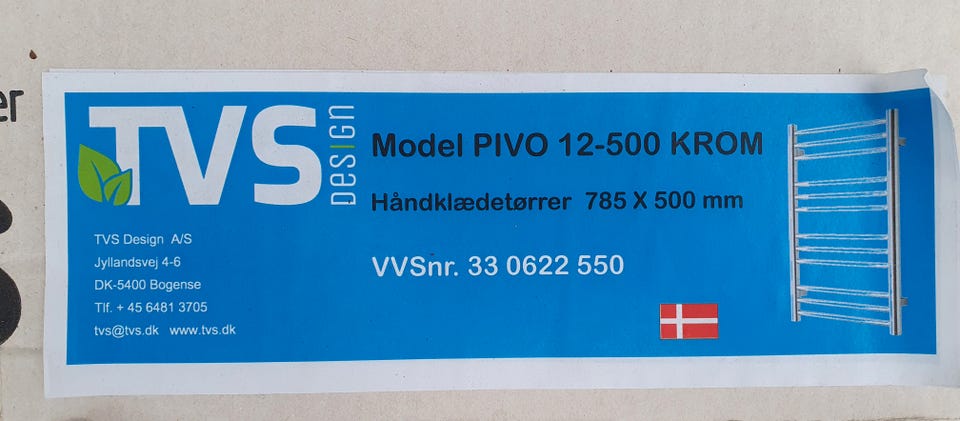 er
TVS DESIGN
Model PIVO 12-500 KROM
Håndklædetørrer 785 X 500 mm
VVSnr. 33 0622 550
TVS Design A/S
Jyllandsvej 4-6
DK-5400 Bogense
Tlf. + 45 6481 3705
tvs@tvs.dk www.tvs.dk